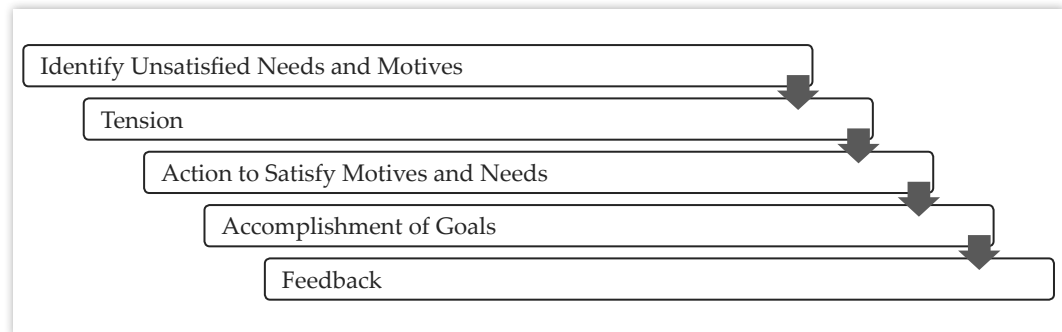 Identify Unsatisfied Needs and Motives
Tension
Action to Satisfy Motives and Needs
Accomplishment of Goals
Feedback